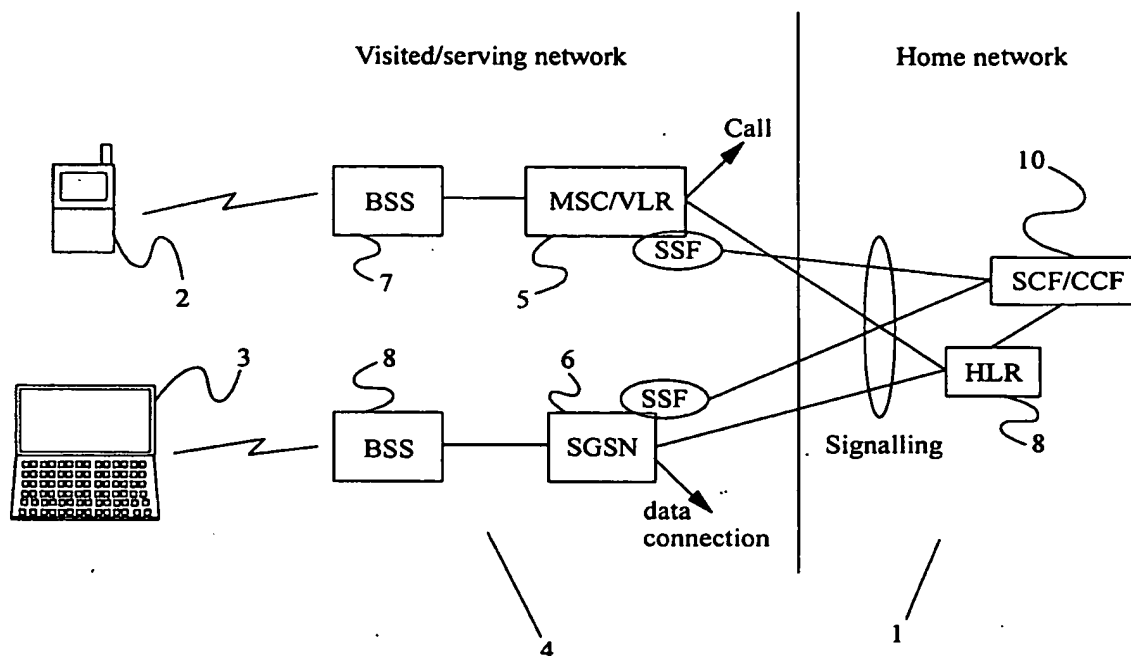 Visited/serving network
Home network
Call
10
BSS
MSC/VLR
SSF
SCF/CCF
2
7
5
3
8
6
SSF
HLR
BSS
SGSN
Signalling
8
data
connection
4
1